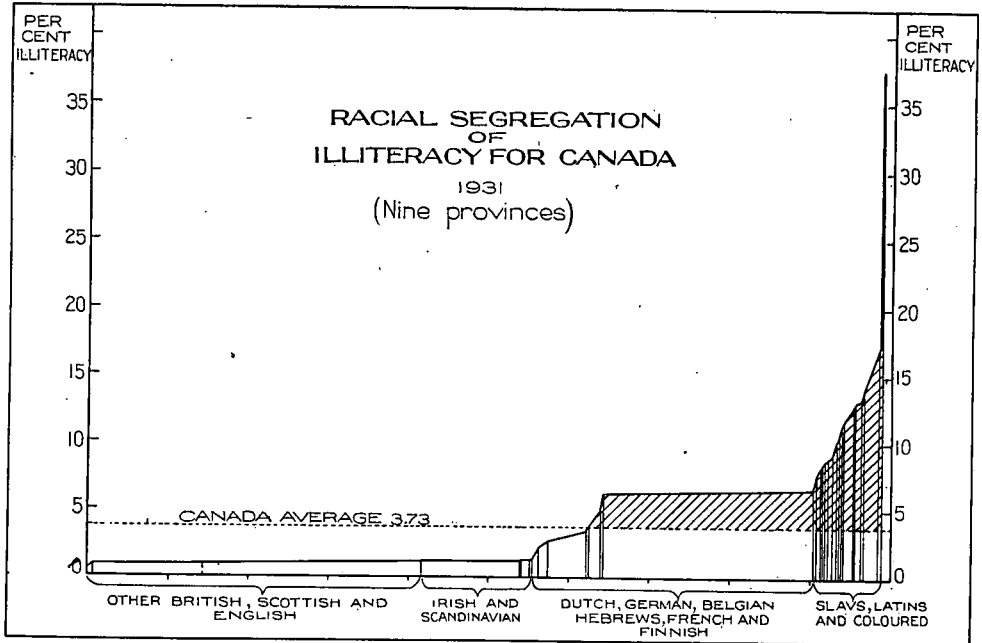 PER
CENT
ILLITERACY
PER
CENT
ILLITERACY
RACIAL SEGREGATION
OF
ILLITERACY FOR CANADA
1931
(Nine provinces)
35
30
25
20
15
10
5
0
35
30
25
20
15
10
5
0
CANADA AVERAGE 3.73
OTHER BRITISH, SCOTTISH AND
ENGLISH
IRISH AND
SCANDINAVIAN
DUTCH, GERMAN, BELGIAN
HEBREWS, FRENCH AND
FINNISH
SLAVS, LATINS
AND COLOURED